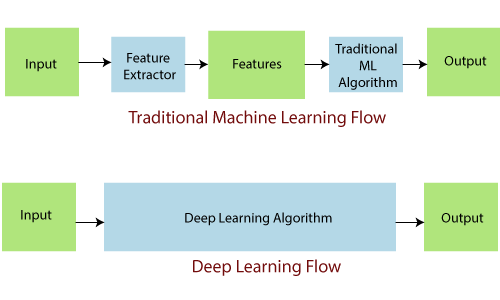 Input
Feature
Extractor
Features
Traditional
ML
Algorithm
Output
Traditional Machine Learning Flow
Input
Deep Learning Algorithm
Output
Deep Learning Flow